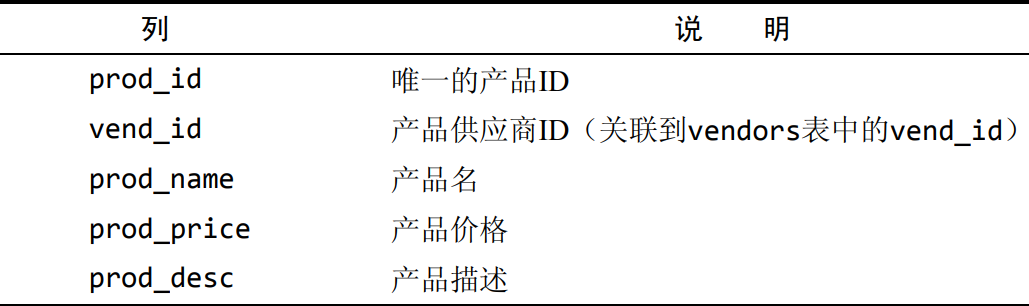 列 说 明
prod_id 唯一的产品ID
vend_id 产品供应商ID（关联到vendors表中的vend_id）
prod_name 产品名
prod_price 产品价格
prod_desc 产品描述